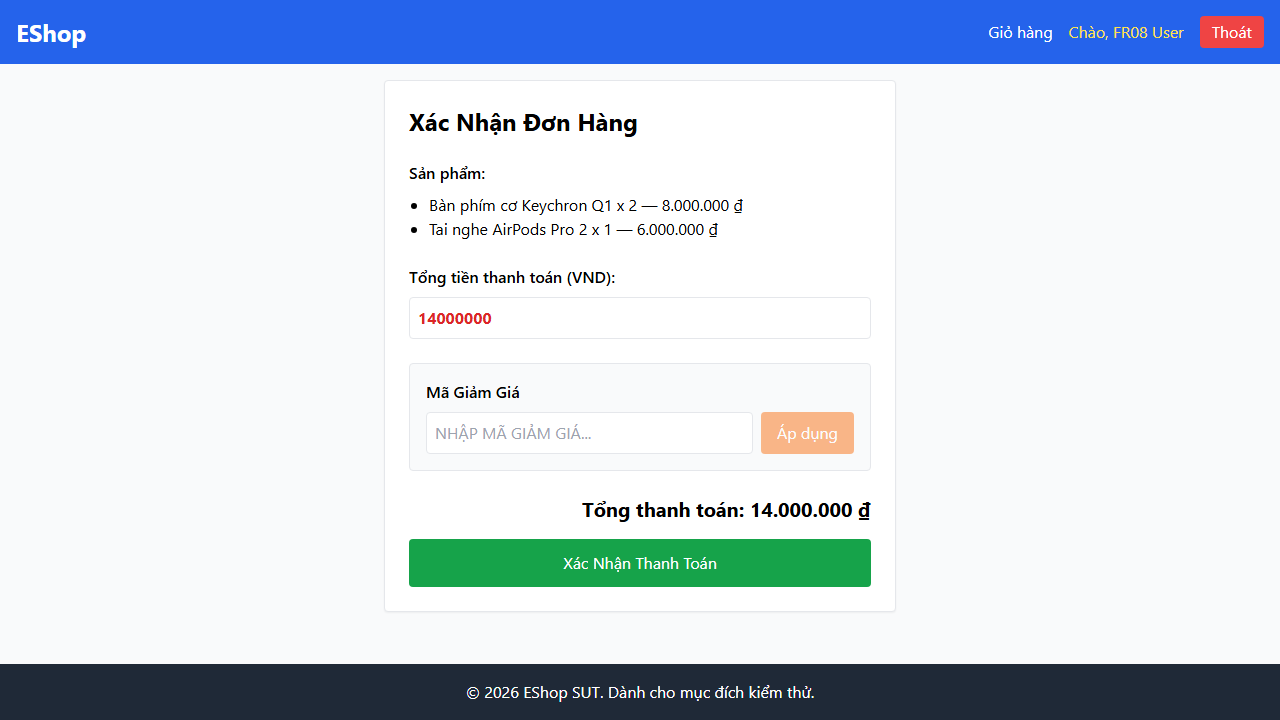 EShop
Giỏ hàng
Chào, FR08 User
Thoát
Xác Nhận Đơn Hàng
Sản phẩm:
Bàn phím cơ Keychron Q1 x 2 — 8.000.000 ₫
Tai nghe AirPods Pro 2 x 1 — 6.000.000 ₫
Tổng tiền thanh toán (VND):
14000000
Mã Giảm Giá
NHẬP MÃ GIẢM GIÁ...
Áp dụng
Tổng thanh toán: 14.000.000 ₫
Xác Nhận Thanh Toán
© 2026 EShop SUT. Dành cho mục đích kiểm thử.